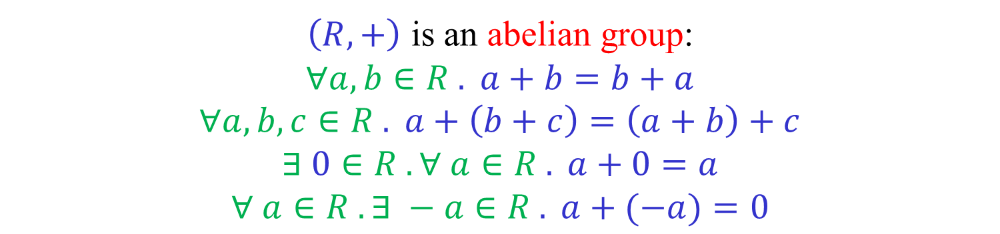 (R, +) is an abelian group:
∀a, b ∈ R . a + b = b + a
∀a, b, c ∈ R . a + (b + c) = (a + b) + c
∃ 0 ∈ R . ∀ a ∈ R . a + 0 = a
∀ a ∈ R . ∃ − a ∈ R . a + (−a) = 0